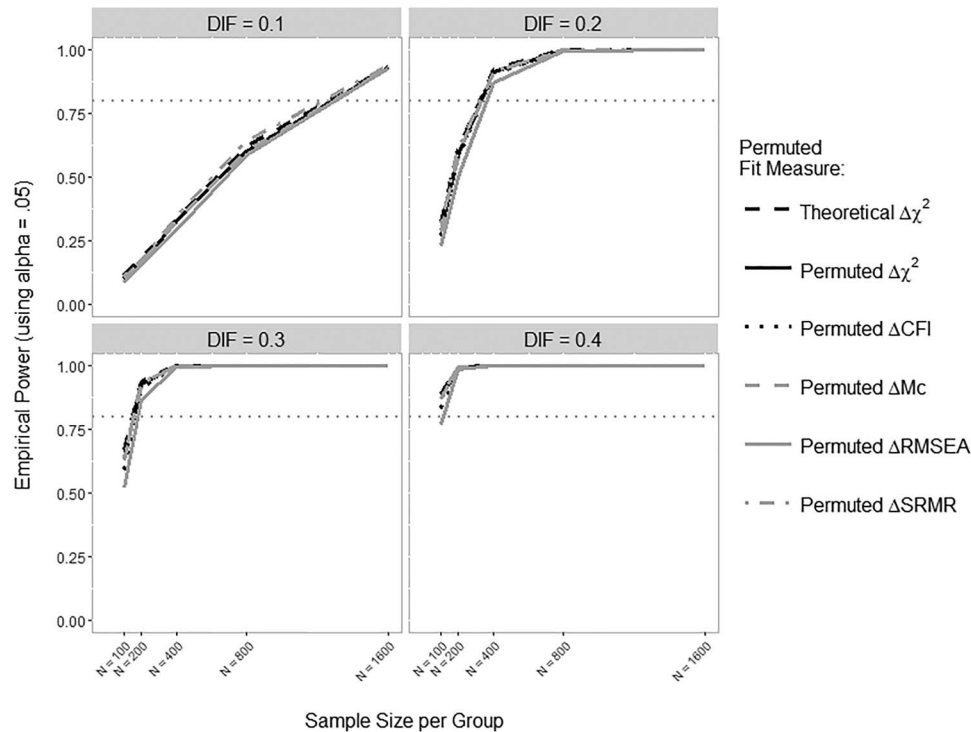 DIF = 0.1
DIF = 0.2
1.00
0.75
0.50
0.25
0.00
DIF = 0.3
DIF = 0.4
1.00
0.75
0.50
0.25
0.00
Empirical Power (using alpha = .05)
N = 100
N = 200
N = 400
N = 800
N = 1600
N = 100
N = 200
N = 400
N = 800
N = 1600
Sample Size per Group
Permuted
Fit Measure:
Theoretical Δχ²
Permuted Δχ²
Permuted ΔCFI
Permuted ΔMc
Permuted ΔRMSEA
Permuted ΔSRMR